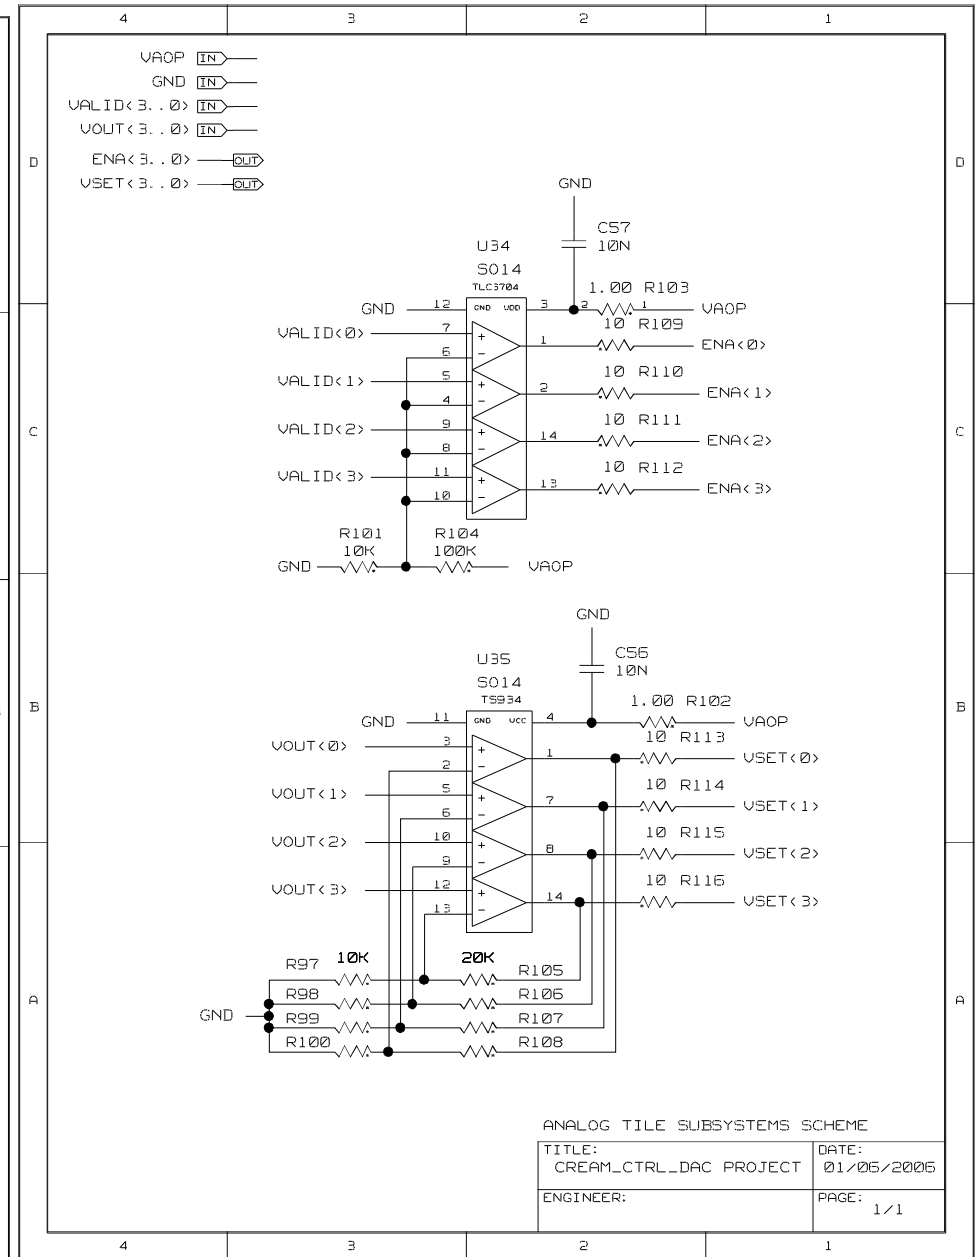 4 3 2 1
VAOP IN
GND IN
VALID<3..0> IN
VOUT<3..0> IN
D ENA<3..0> OUT D
VSET<3..0> OUT
GND
C57
10N
U34
SO14
TLC3704
1.00 R103
GND 12 GND VDD 3 2 1 VAOP
10 R109
VALID<0> 7 +
6 - 1 ENA<0>
10 R110
VALID<1> 5 +
4 - 2 ENA<1>
10 R111
C VALID<2> 9 + C
8 - 14 ENA<2>
10 R112
VALID<3> 11 +
10 - 13 ENA<3>
R101 R104
10K 100K
GND VAOP
GND
C56
10N
U35
SO14
TS934
1.00 R102
B B
GND 11 GND VCC 4 VAOP
10 R113
VOUT<0> 3 +
2 - 1 VSET<0>
10 R114
VOUT<1> 5 +
6 - 7 VSET<1>
10 R115
VOUT<2> 10 +
9 - 8 VSET<2>
10 R116
VOUT<3> 12 +
13 - 14 VSET<3>
10K 20K
R97 R105
R98 R106
A A
GND
R99 R107
R100 R108
ANALOG TILE SUBSYSTEMS SCHEME
TITLE: DATE:
CREAM_CTRL_DAC PROJECT 01/06/2006
ENGINEER: PAGE:
1/1
4 3 2 1